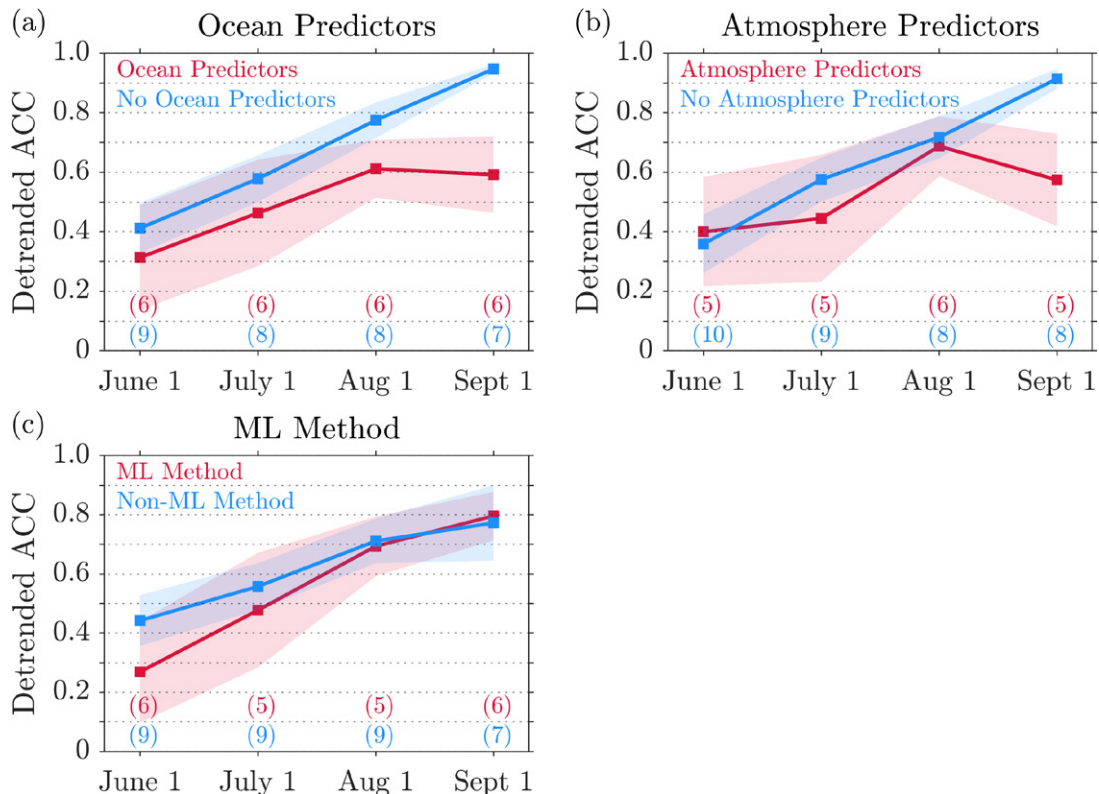 (a) Ocean Predictors
Detrended ACC
1.0
0.8
0.6
0.4
0.2
0
Ocean Predictors
No Ocean Predictors
(6) (6) (6) (6)
(9) (8) (8) (7)
June 1 July 1 Aug 1 Sept 1
(b) Atmosphere Predictors
Detrended ACC
1.0
0.8
0.6
0.4
0.2
0
Atmosphere Predictors
No Atmosphere Predictors
(5) (5) (6) (5)
(10) (9) (8) (8)
June 1 July 1 Aug 1 Sept 1
(c) ML Method
Detrended ACC
1.0
0.8
0.6
0.4
0.2
0
ML Method
Non-ML Method
(6) (5) (5) (6)
(9) (9) (9) (7)
June 1 July 1 Aug 1 Sept 1